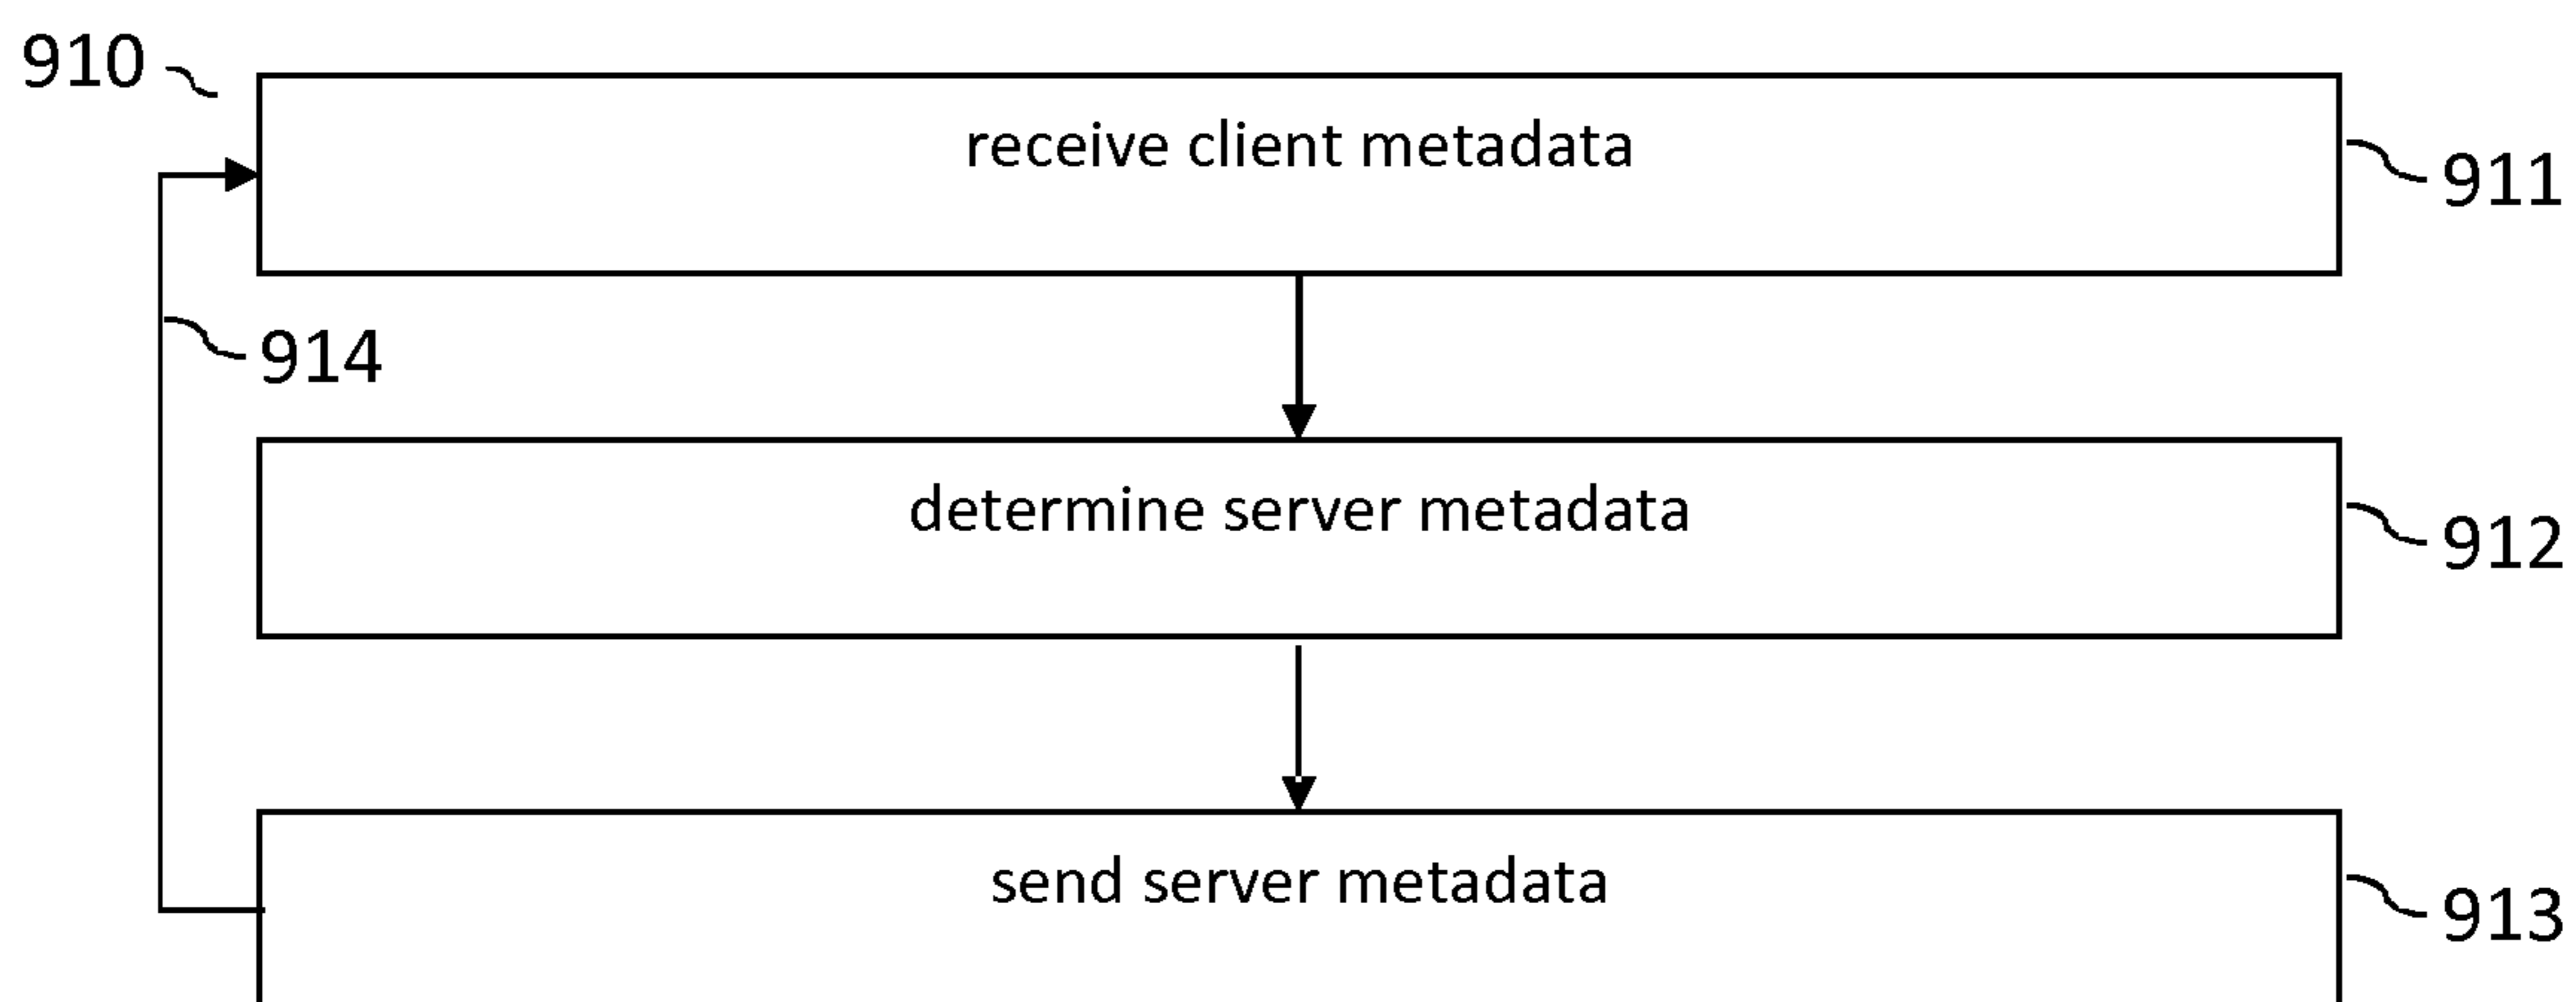 910
receive client metadata
911
914
determine server metadata
912
send server metadata
913